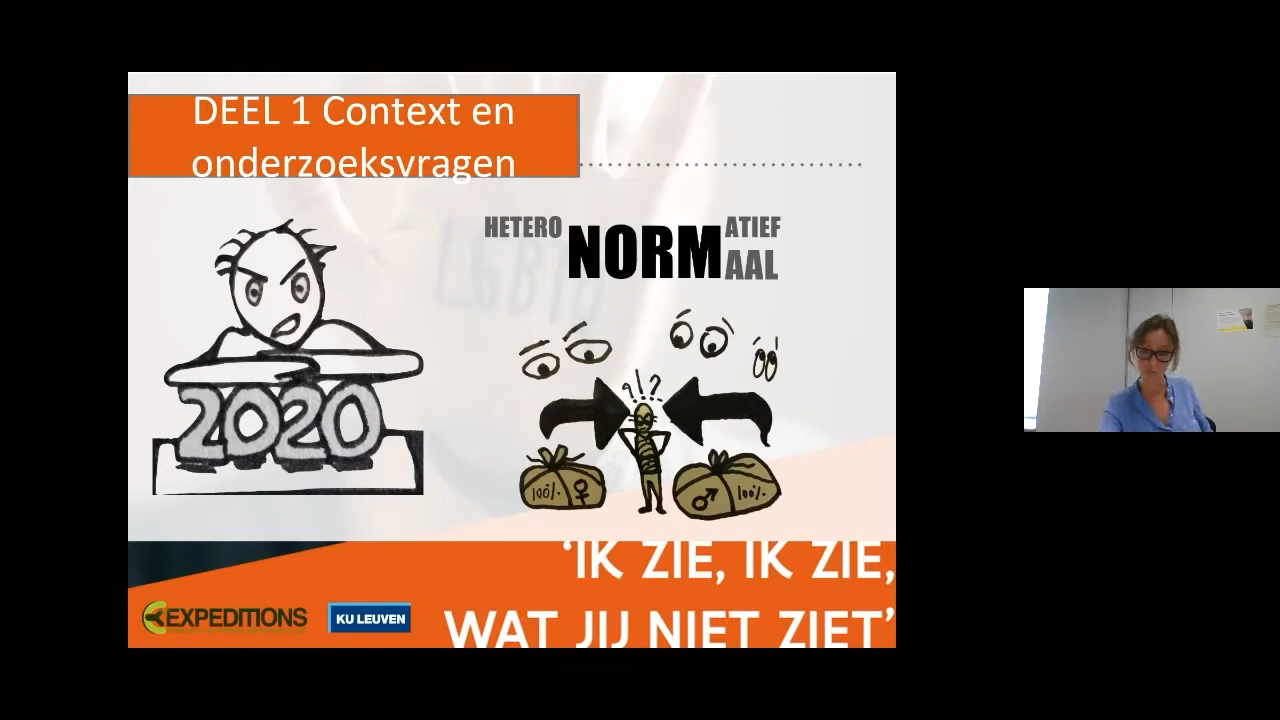 DEEL 1 Context en
onderzoeksvragen
HETERO NORM ATIEF
AAL
LGBTQ
2020
?!?
100% ♀
♂ 100%
'IK ZIE, IK ZIE,
WAT JIJ NIET ZIET'
EXPEDITIONS
KU LEUVEN